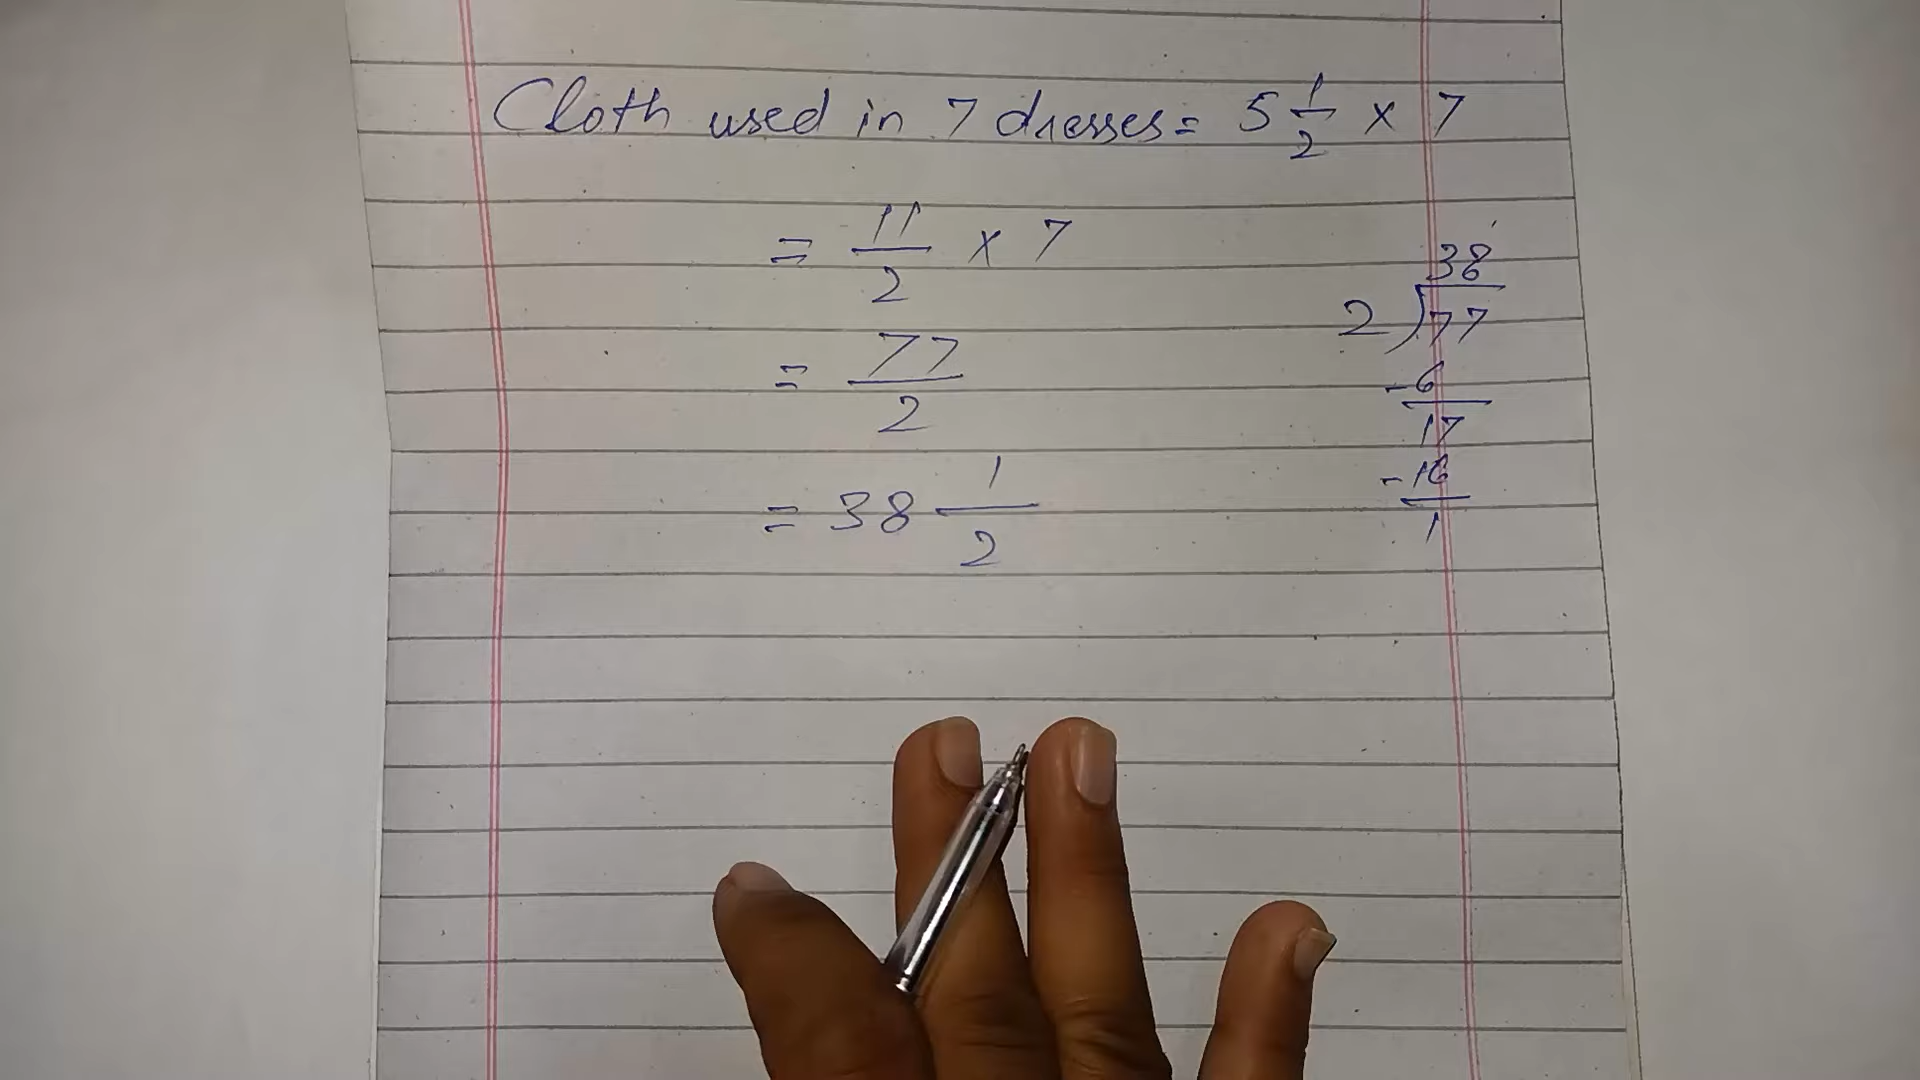 Cloth used in 7 dresses = 5 1/2 × 7
= 11/2 × 7
= 77/2
= 38 1/2
38
2)77
-6
17
-16
1